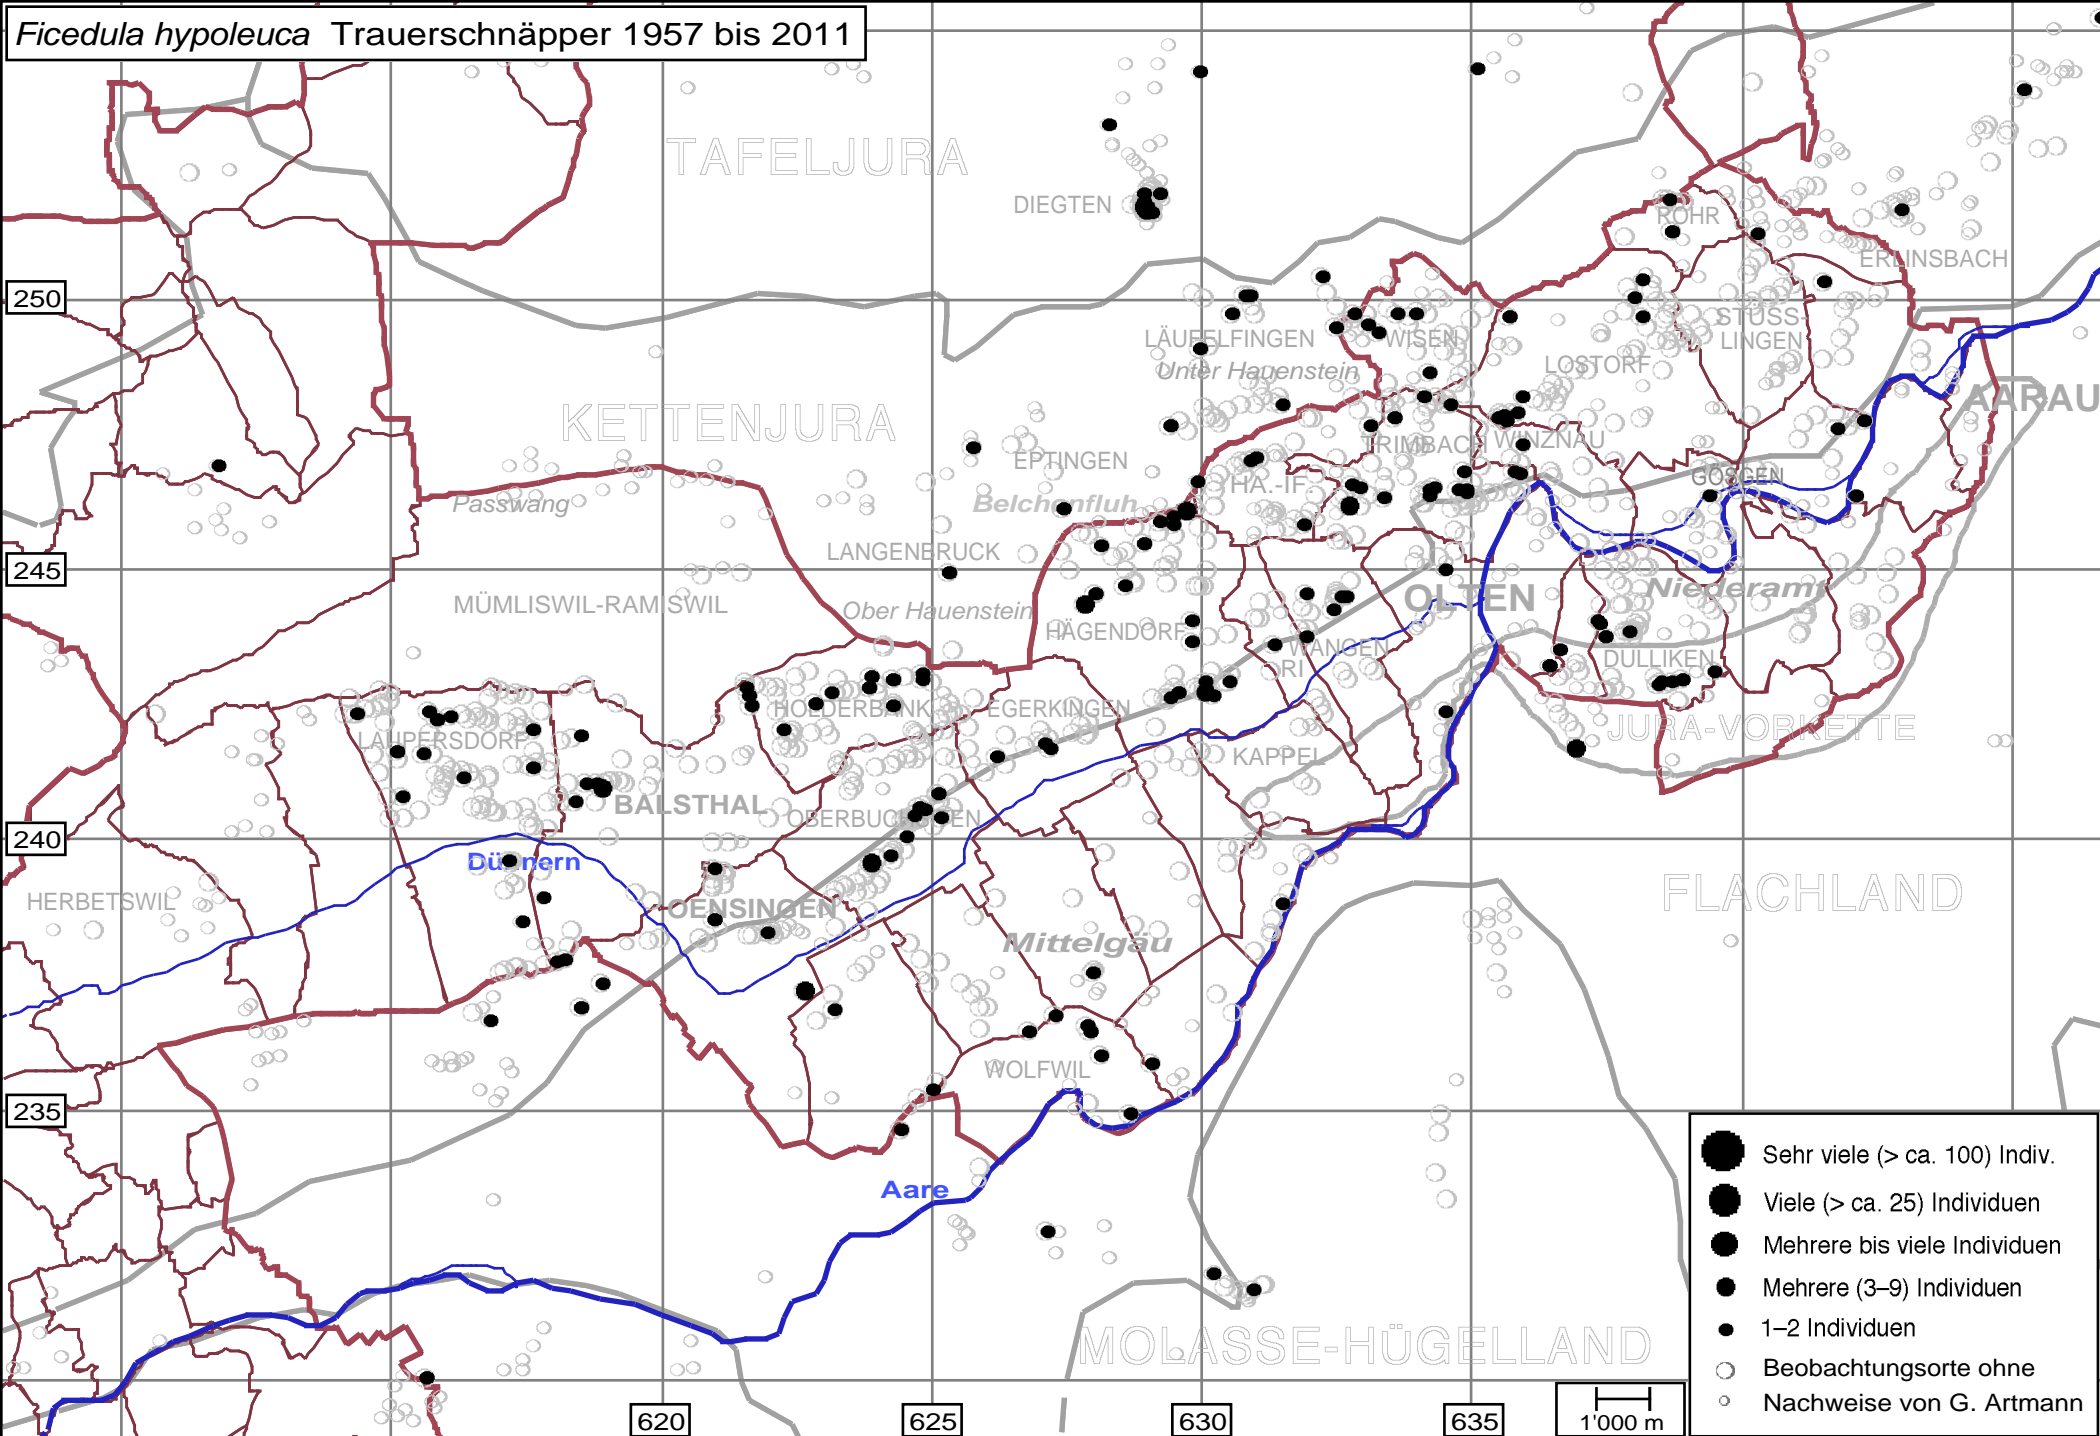 Ficedula hypoleuca Trauerschnäpper 1957 bis 2011
TAFELJURA
DIEGTEN
ROHR
ERLINSBACH
250
LÄUFELFINGEN
WISEN
STÜSS-
LINGEN
Unter Hauenstein
LOSTORF
AARAU
KETTENJURA
TRIMBACH
WINZNAU
EPTINGEN
GÖSGEN
HÄ.-IF.
Passwang
Belchenfluh
LANGENBRUCK
245
MÜMLISWIL-RAMISWIL
Ober Hauenstein
OLTEN
Niederamt
HÄGENDORF
WANGEN
RI
DULLIKEN
HOLDERBANK
EGERKINGEN
JURA-VORKETTE
LAUPERSDORF
KAPPEL
BALSTHAL
OBERBUCHSITEN
240
Dünnern
HERBETSWIL
OENSINGEN
FLACHLAND
Mittelgäu
WOLFWIL
235
Aare
MOLASSE-HÜGELLAND
Sehr viele (> ca. 100) Indiv.
Viele (> ca. 25) Individuen
Mehrere bis viele Individuen
Mehrere (3–9) Individuen
1–2 Individuen
Beobachtungsorte ohne
Nachweise von G. Artmann
1'000 m
620
625
630
635